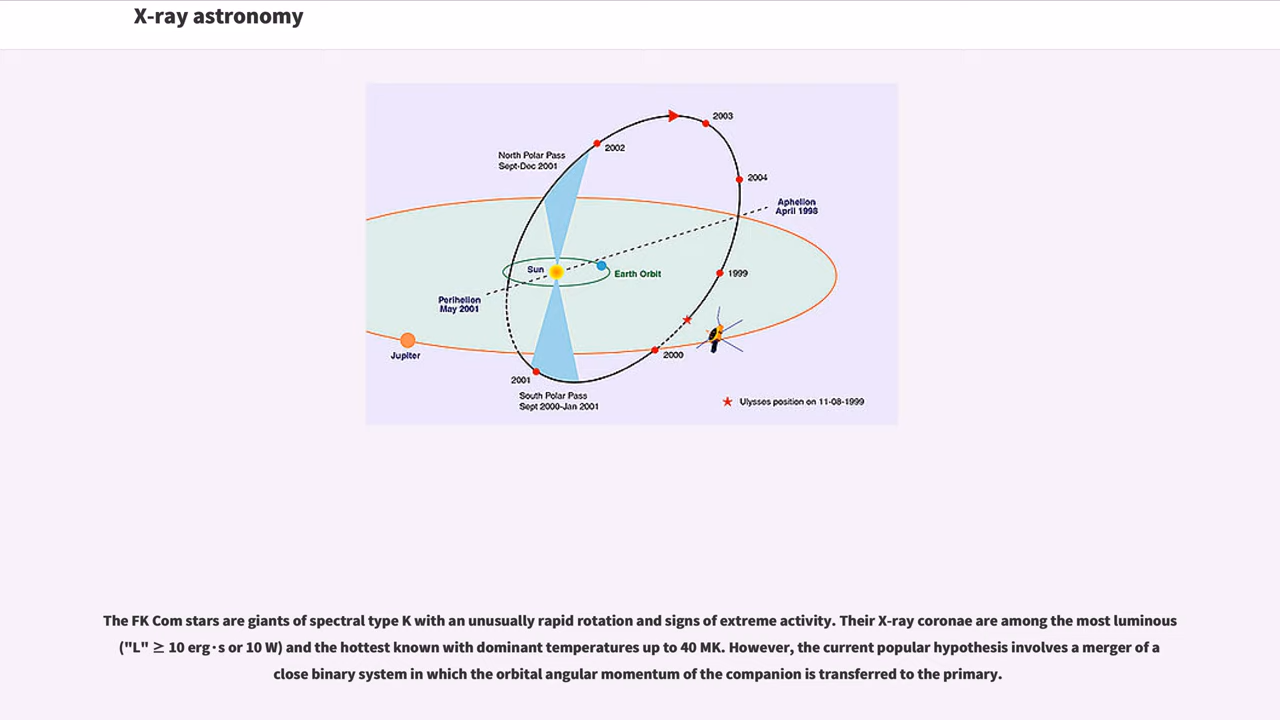 X-ray astronomy
2003
North Polar Pass
Sept-Dec 2001
2002
2004
Aphelion
April 1998
Sun
Earth Orbit
1999
Perihelion
May 2001
Jupiter
2000
2001
South Polar Pass
Sept 2000-Jan 2001
Ulysses position on 11-08-1999
The FK Com stars are giants of spectral type K with an unusually rapid rotation and signs of extreme activity. Their X-ray coronae are among the most luminous
("L" ≥ 10 erg·s or 10 W) and the hottest known with dominant temperatures up to 40 MK. However, the current popular hypothesis involves a merger of a
close binary system in which the orbital angular momentum of the companion is transferred to the primary.